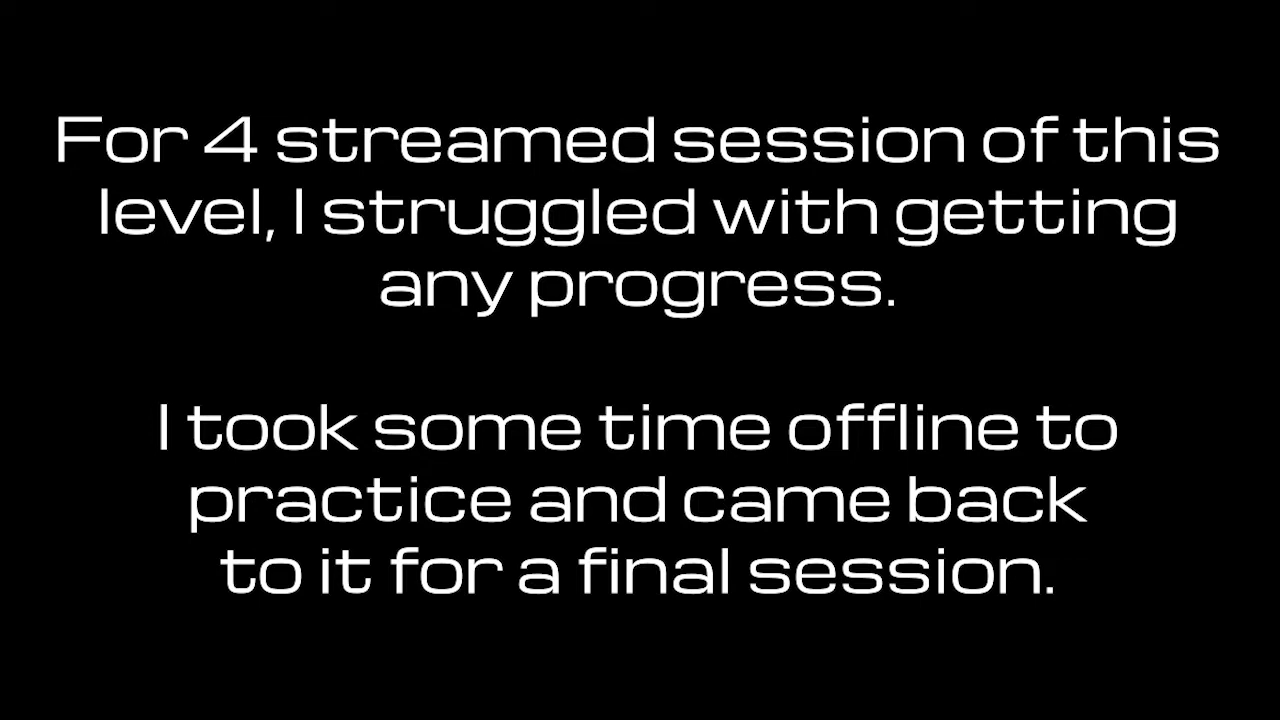 For 4 streamed session of this
level, I struggled with getting
any progress.
I took some time offline to
practice and came back
to it for a final session.